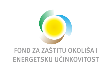 FOND ZA ZAŠTITU OKOLIŠA I
ENERGETSKU UČINKOVITOST